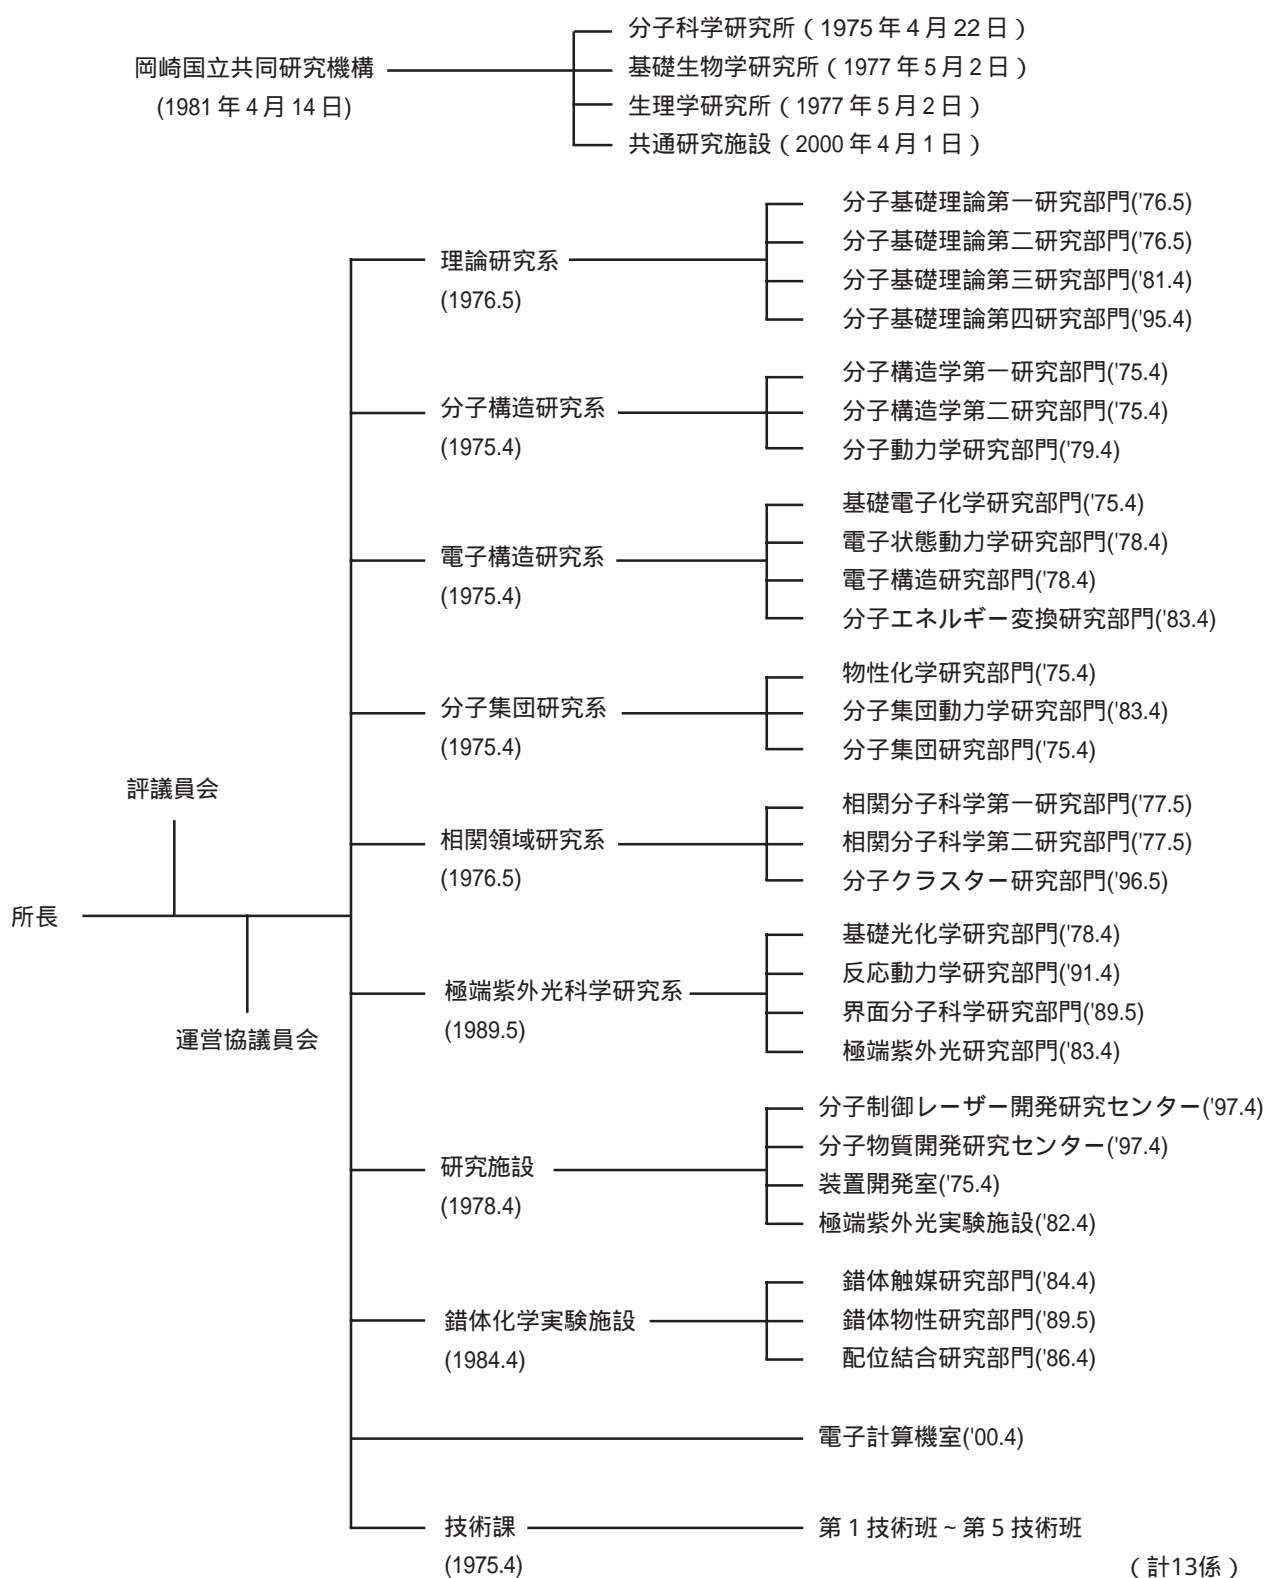 岡崎国立共同研究機構
(1981年4月14日)
分子科学研究所(1975年4月22日)
基礎生物学研究所(1977年5月2日)
生理学研究所(1977年5月2日)
共通研究施設(2000年4月1日)
所長
評議員会
運営協議員会
理論研究系
(1976.5)
分子基礎理論第一研究部門('76.5)
分子基礎理論第二研究部門('76.5)
分子基礎理論第三研究部門('81.4)
分子基礎理論第四研究部門('95.4)
分子構造研究系
(1975.4)
分子構造学第一研究部門('75.4)
分子構造学第二研究部門('75.4)
分子動力学研究部門('79.4)
電子構造研究系
(1975.4)
基礎電子化学研究部門('75.4)
電子状態動力学研究部門('78.4)
電子構造研究部門('78.4)
分子エネルギー変換研究部門('83.4)
分子集団研究系
(1975.4)
物性化学研究部門('75.4)
分子集団動力学研究部門('83.4)
分子集団研究部門('75.4)
相関領域研究系
(1976.5)
相関分子科学第一研究部門('77.5)
相関分子科学第二研究部門('77.5)
分子クラスター研究部門('96.5)
極端紫外光科学研究系
(1989.5)
基礎光化学研究部門('78.4)
反応動力学研究部門('91.4)
界面分子科学研究部門('89.5)
極端紫外光研究部門('83.4)
研究施設
(1978.4)
分子制御レーザー開発研究センター('97.4)
分子物質開発研究センター('97.4)
装置開発室('75.4)
極端紫外光実験施設('82.4)
錯体化学実験施設
(1984.4)
錯体触媒研究部門('84.4)
錯体物性研究部門('89.5)
配位結合研究部門('86.4)
電子計算機室('00.4)
技術課
(1975.4)
第1技術班~第5技術班
(計13係)